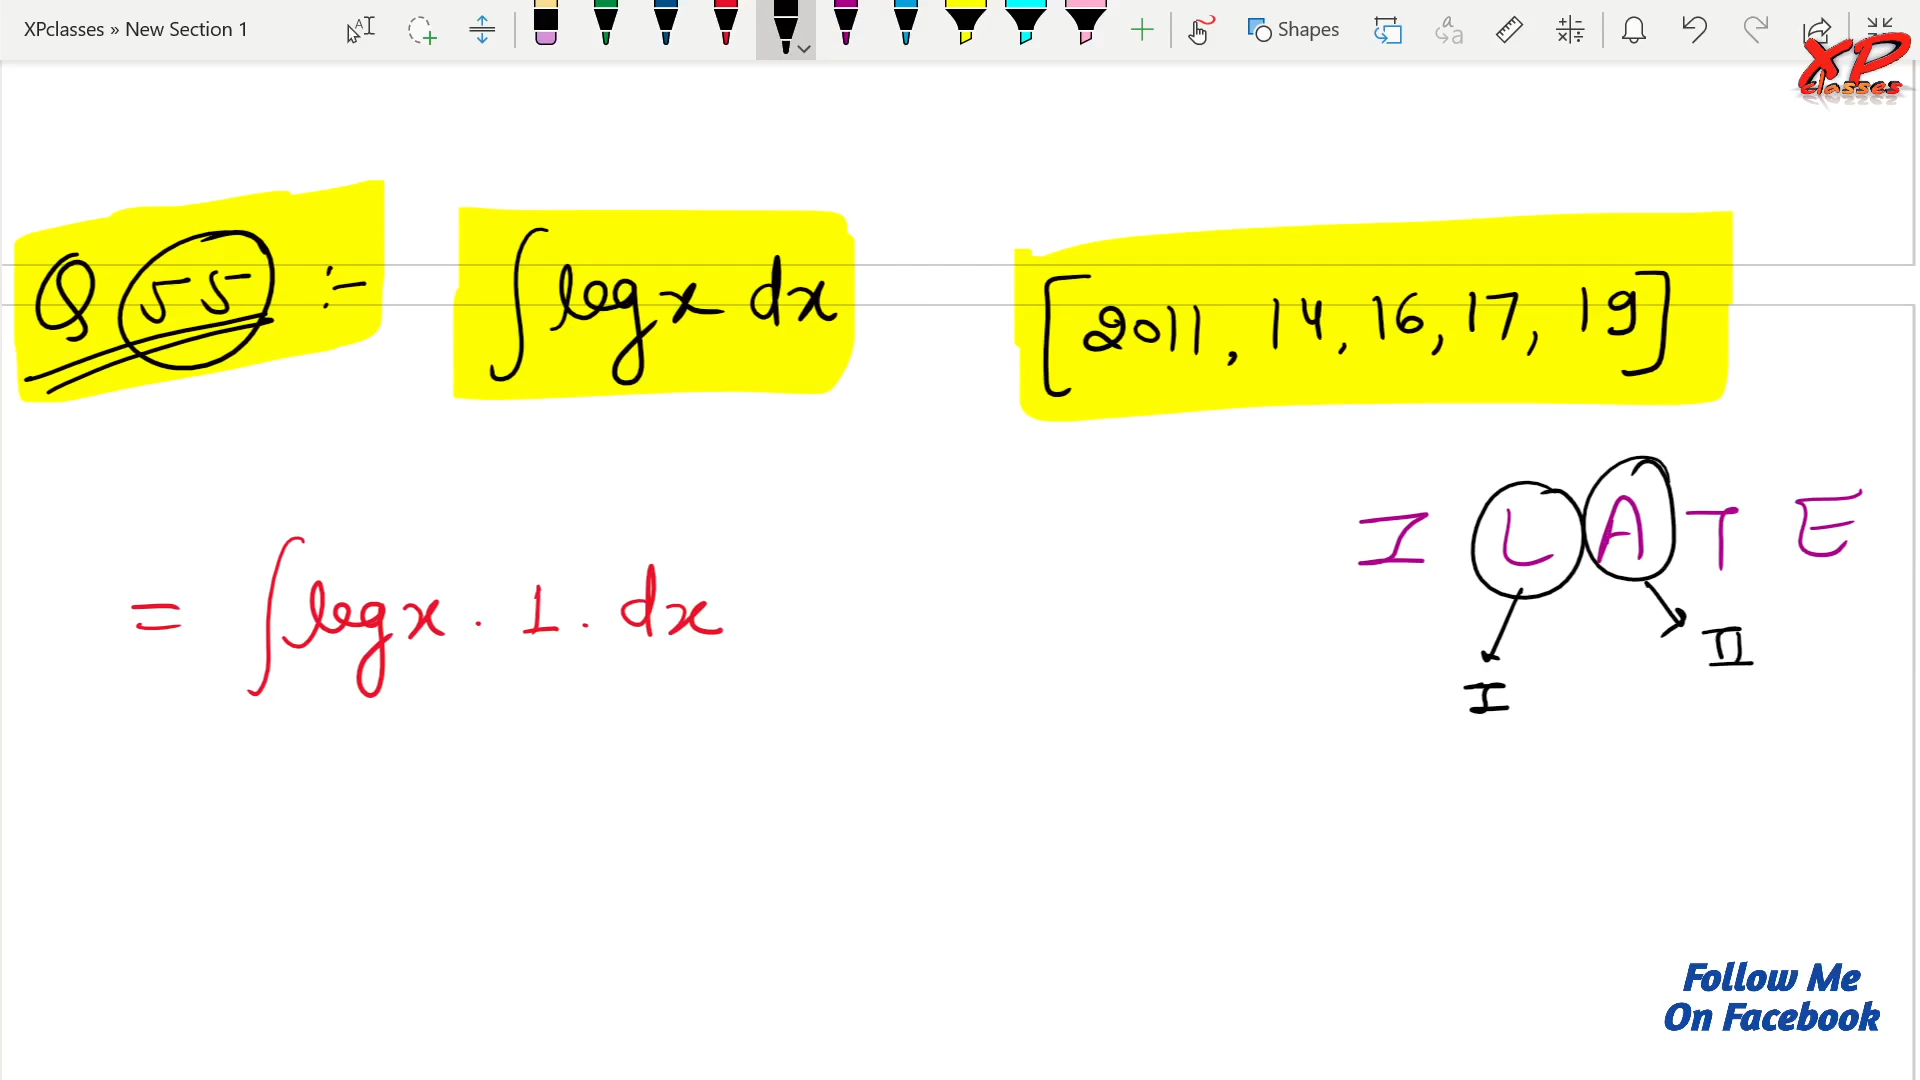 XPclasses » New Section 1
Shapes
XP
classes
Q 55 :- ∫ log x dx [2011, 14, 16, 17, 19]
I L A T E
= ∫ log x . 1 . dx
II
I
Follow Me
On Facebook